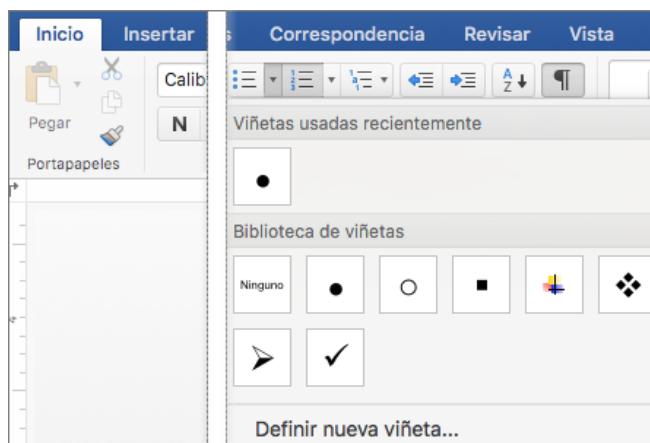 Inicio Insertar s Correspondencia Revisar Vista
Calib
Pegar N
Portapapeles
Viñetas usadas recientemente
Biblioteca de viñetas
Ninguno
Definir nueva viñeta...